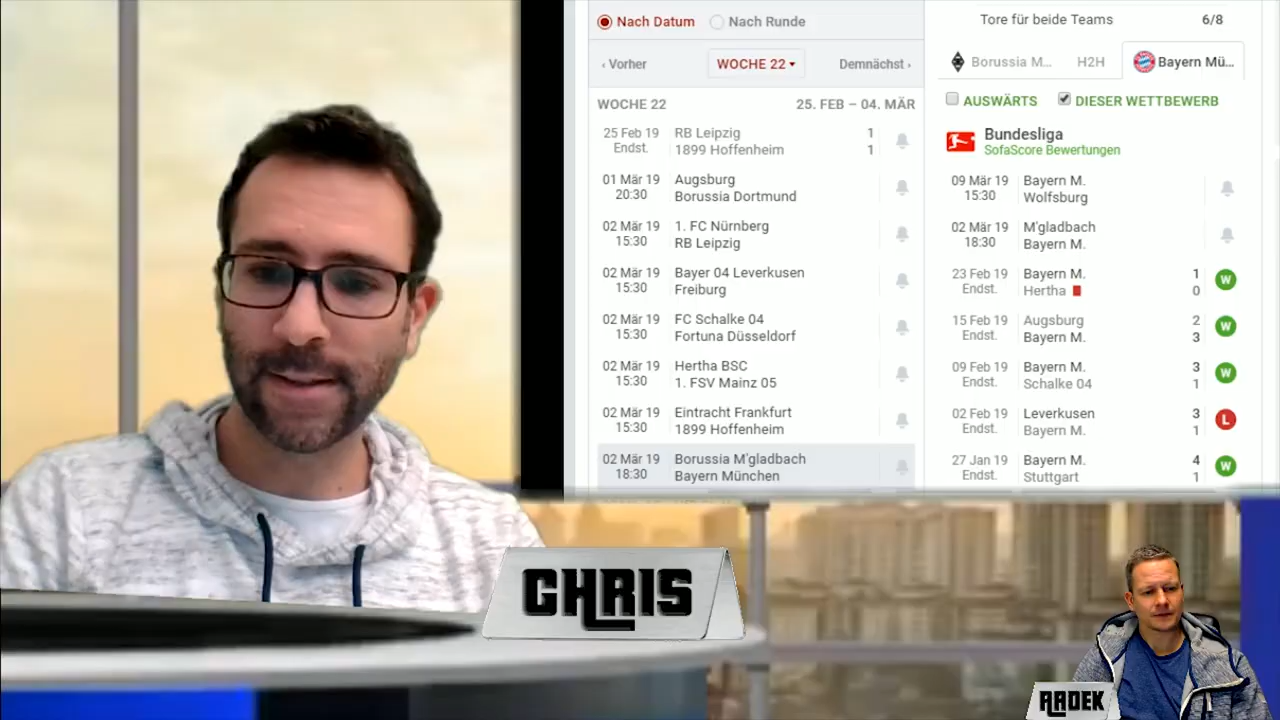 Nach Datum
Nach Runde
‹ Vorher
WOCHE 22
Demnächst ›
WOCHE 22
25. FEB – 04. MÄR
25 Feb 19 RB Leipzig 1
Endst. 1899 Hoffenheim 1
01 Mär 19 Augsburg
20:30 Borussia Dortmund
02 Mär 19 1. FC Nürnberg
15:30 RB Leipzig
02 Mär 19 Bayer 04 Leverkusen
15:30 Freiburg
02 Mär 19 FC Schalke 04
15:30 Fortuna Düsseldorf
02 Mär 19 Hertha BSC
15:30 1. FSV Mainz 05
02 Mär 19 Eintracht Frankfurt
15:30 1899 Hoffenheim
02 Mär 19 Borussia M'gladbach
18:30 Bayern München
Tore für beide Teams 6/8
Borussia M...
H2H
Bayern Mü...
AUSWÄRTS
DIESER WETTBEWERB
Bundesliga
SofaScore Bewertungen
09 Mär 19 Bayern M.
15:30 Wolfsburg
02 Mär 19 M'gladbach
18:30 Bayern M.
23 Feb 19 Bayern M. 1
Endst. Hertha 0
W
15 Feb 19 Augsburg 2
Endst. Bayern M. 3
W
09 Feb 19 Bayern M. 3
Endst. Schalke 04 1
W
02 Feb 19 Leverkusen 3
Endst. Bayern M. 1
L
27 Jan 19 Bayern M. 4
Endst. Stuttgart 1
W
CHRIS
RADEK